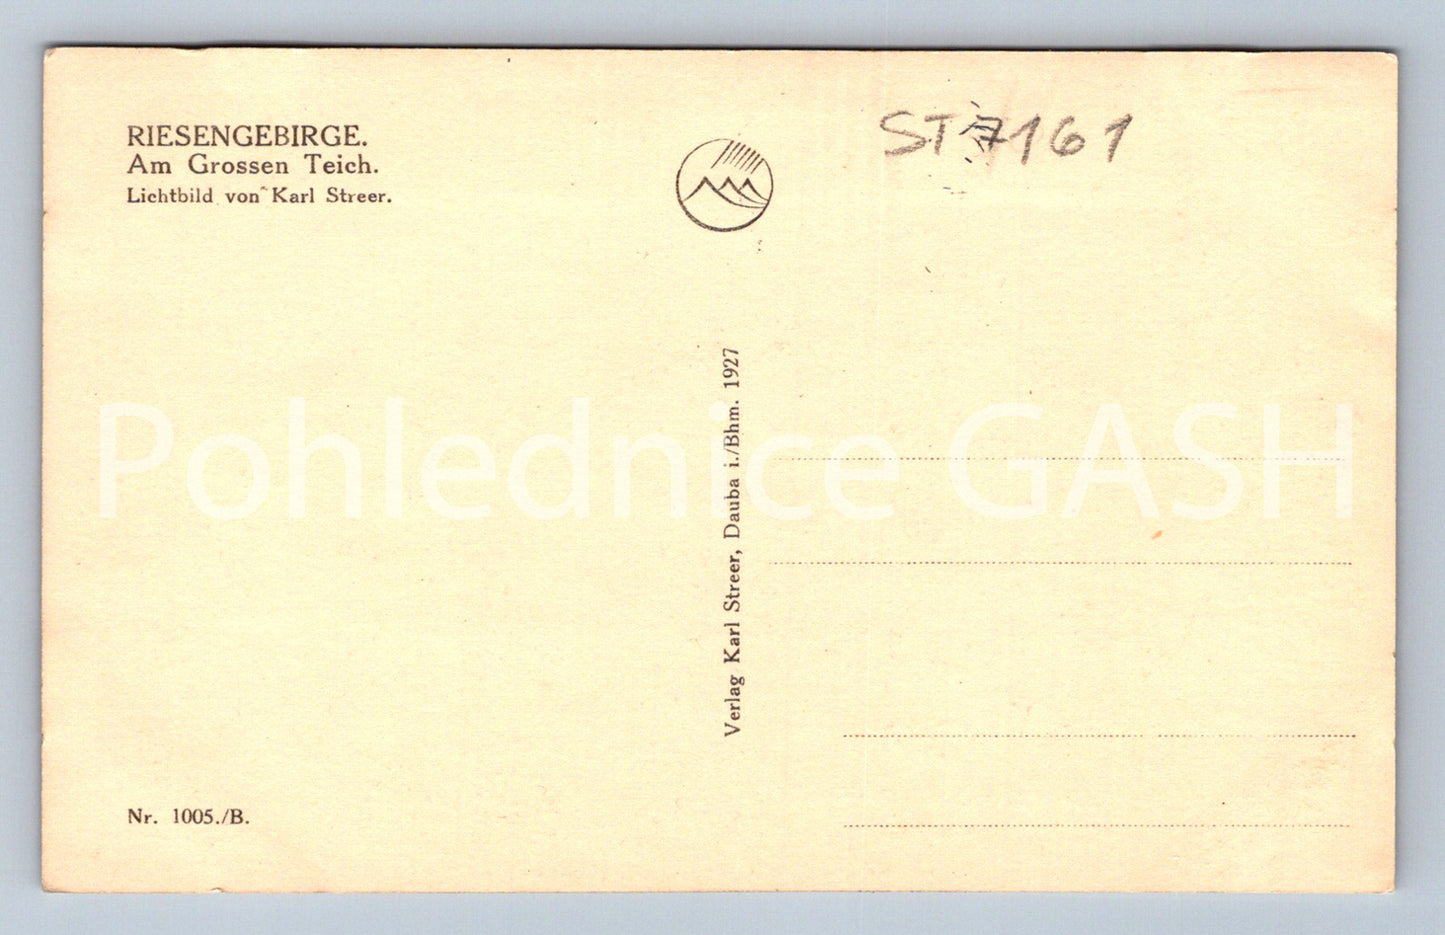 RIESENGEBIRGE.
Am Grossen Teich.
Lichtbild von Karl Streer.
ST 7161
Verlag Karl Streer, Dauba i./Bhm. 1927
Pohlednice GASH
Nr. 1005./B.